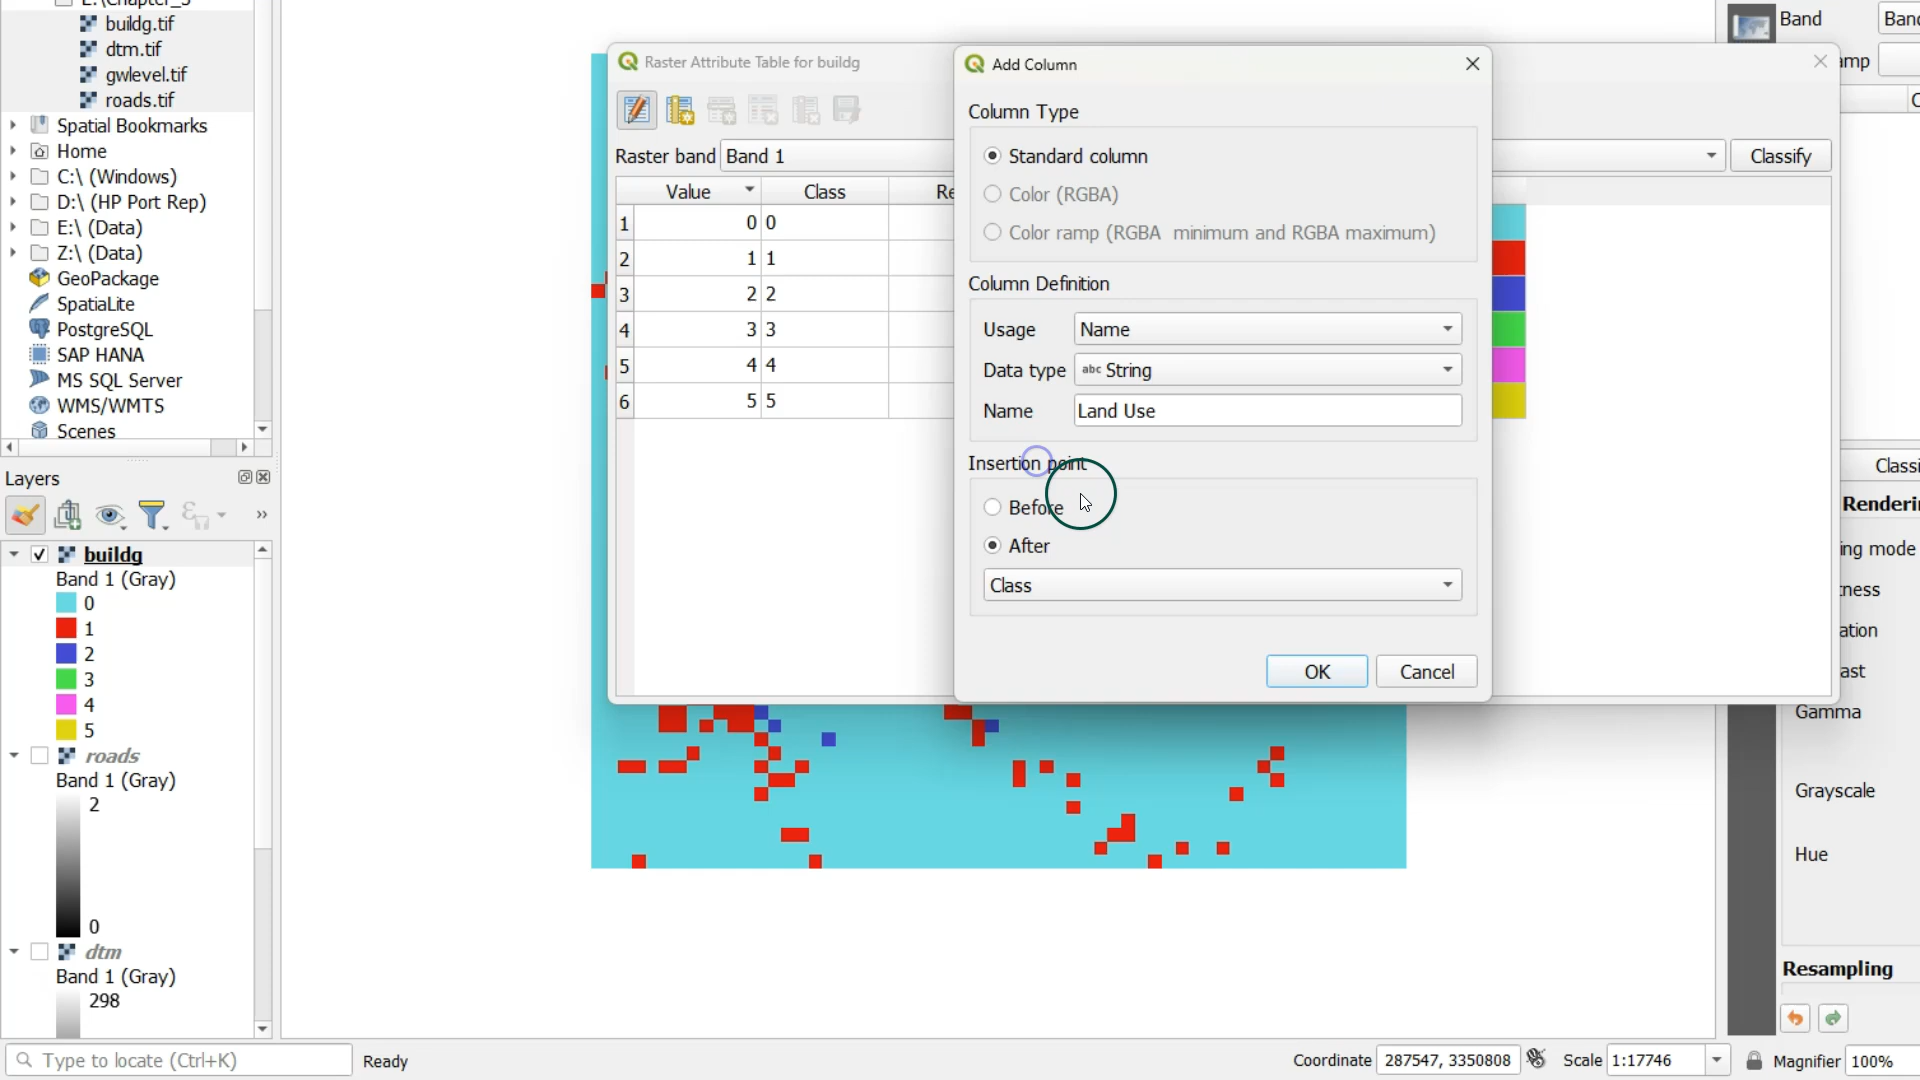 buildg.tif
dtm.tif
gwlevel.tif
roads.tif
Spatial Bookmarks
Home
C:\ (Windows)
D:\ (HP Port Rep)
E:\ (Data)
Z:\ (Data)
GeoPackage
SpatiaLite
PostgreSQL
SAP HANA
MS SQL Server
WMS/WMTS
Scenes
Layers
buildg
Band 1 (Gray)
0
1
2
3
4
5
roads
Band 1 (Gray)
2
0
dtm
Band 1 (Gray)
298
Raster Attribute Table for buildg
Raster band Band 1
Classify
Value Class
1 0 0
2 1 1
3 2 2
4 3 3
5 4 4
6 5 5
Add Column
Column Type
Standard column
Color (RGBA)
Color ramp (RGBA minimum and RGBA maximum)
Column Definition
Usage Name
Data type abc String
Name Land Use
Insertion point
Before
After
Class
OK Cancel
Band
Gamma
Grayscale
Hue
Resampling
Type to locate (Ctrl+K) Ready Coordinate 287547, 3350808 Scale 1:17746 Magnifier 100%